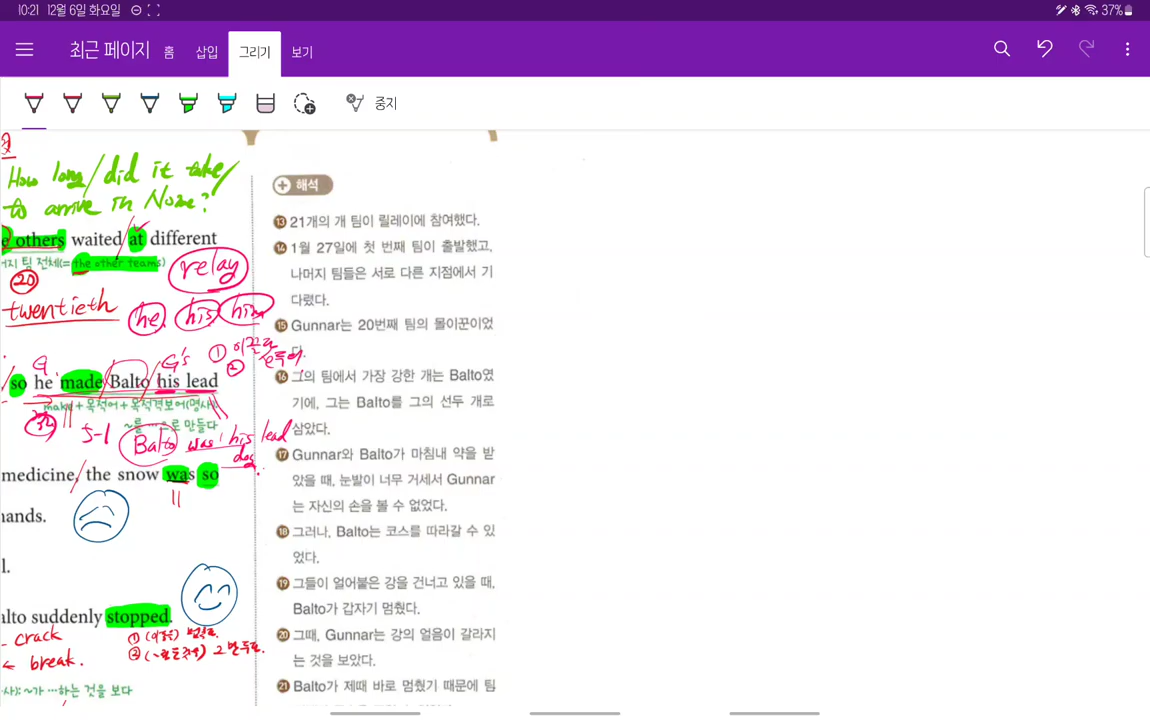 10:21 12월 6일 화요일
37%
최근 페이지 홈 삽입 그리기 보기
중지
How long/did it take/
to arrive in Nome?
e others waited at different
머지 팀 전체(= the other teams)
20
relay
twentieth he his him
G G's ① 이끌다
②
so he made Balto his lead
make + 목적어 + 목적격보어(명사):
~를 …으로 만들다
5-1 Balto was his lead
dog.
medicine, the snow was so
hands.
l.
alto suddenly stopped.
- crack
← break.
사): ~가 …하는 것을 보다
해석
⑬ 21개의 개 팀이 릴레이에 참여했다.
⑭ 1월 27일에 첫 번째 팀이 출발했고,
나머지 팀들은 서로 다른 지점에서 기
다렸다.
⑮ Gunnar는 20번째 팀의 몰이꾼이었
다.
⑯ 그의 팀에서 가장 강한 개는 Balto였
기에, 그는 Balto를 그의 선두 개로
삼았다.
⑰ Gunnar와 Balto가 마침내 약을 받
았을 때, 눈발이 너무 거세서 Gunnar
는 자신의 손을 볼 수 없었다.
⑱ 그러나, Balto는 코스를 따라갈 수 있
었다.
⑲ 그들이 얼어붙은 강을 건너고 있을 때,
Balto가 갑자기 멈췄다.
⑳ 그때, Gunnar는 강의 얼음이 갈라지
는 것을 보았다.
㉑ Balto가 제때 바로 멈췄기 때문에 팀